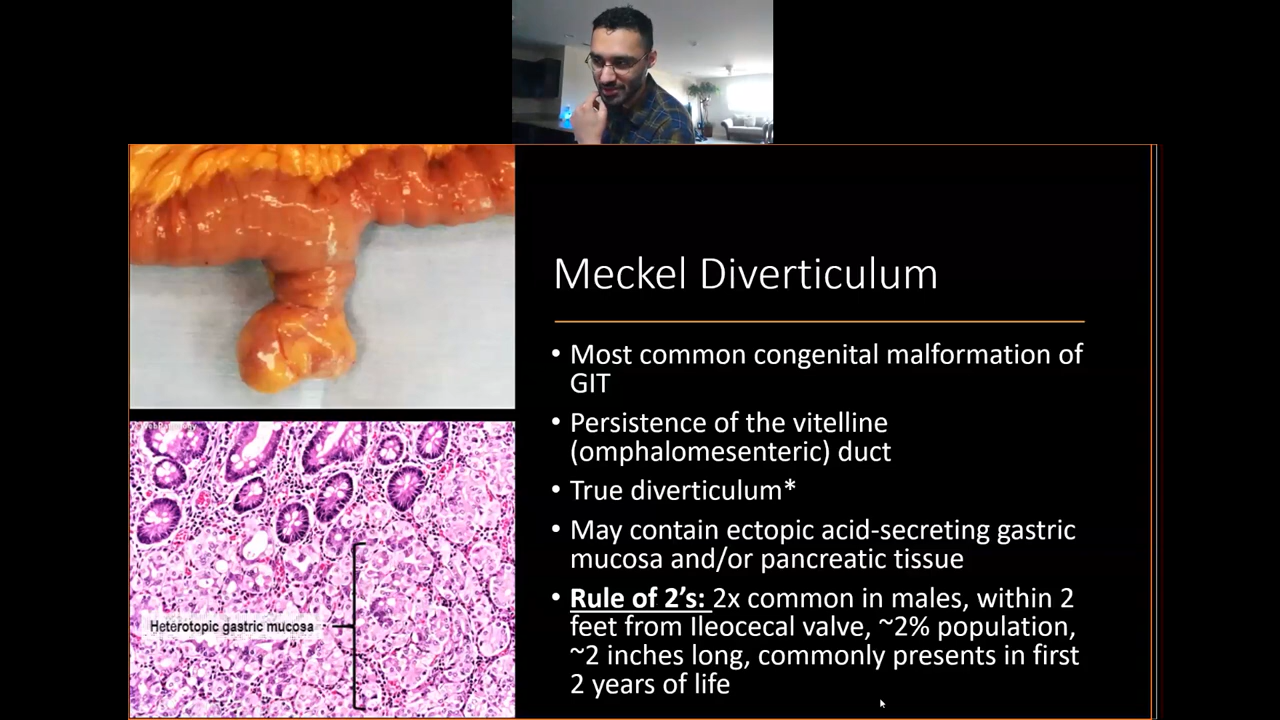 Meckel Diverticulum
• Most common congenital malformation of
GIT
• Persistence of the vitelline
(omphalomesenteric) duct
• True diverticulum*
• May contain ectopic acid-secreting gastric
mucosa and/or pancreatic tissue
• Rule of 2’s: 2x common in males, within 2
feet from Ileocecal valve, ~2% population,
~2 inches long, commonly presents in first
2 years of life
Heterotopic gastric mucosa